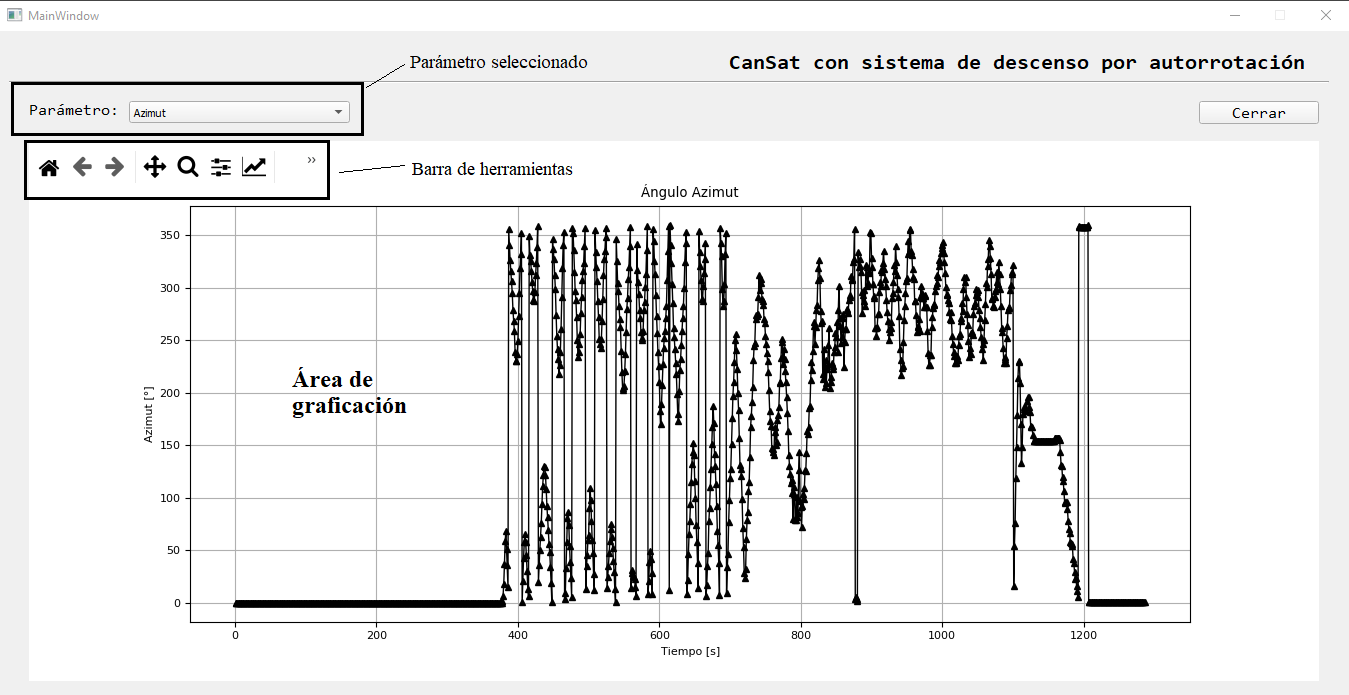 MainWindow
Parámetro seleccionado
CanSat con sistema de descenso por autorrotación
Parámetro: Azimut
Cerrar
»
Barra de herramientas
Ángulo Azimut
350
300
250
200
150
100
50
0
Azimut [°]
Área de
graficación
0 200 400 600 800 1000 1200
Tiempo [s]